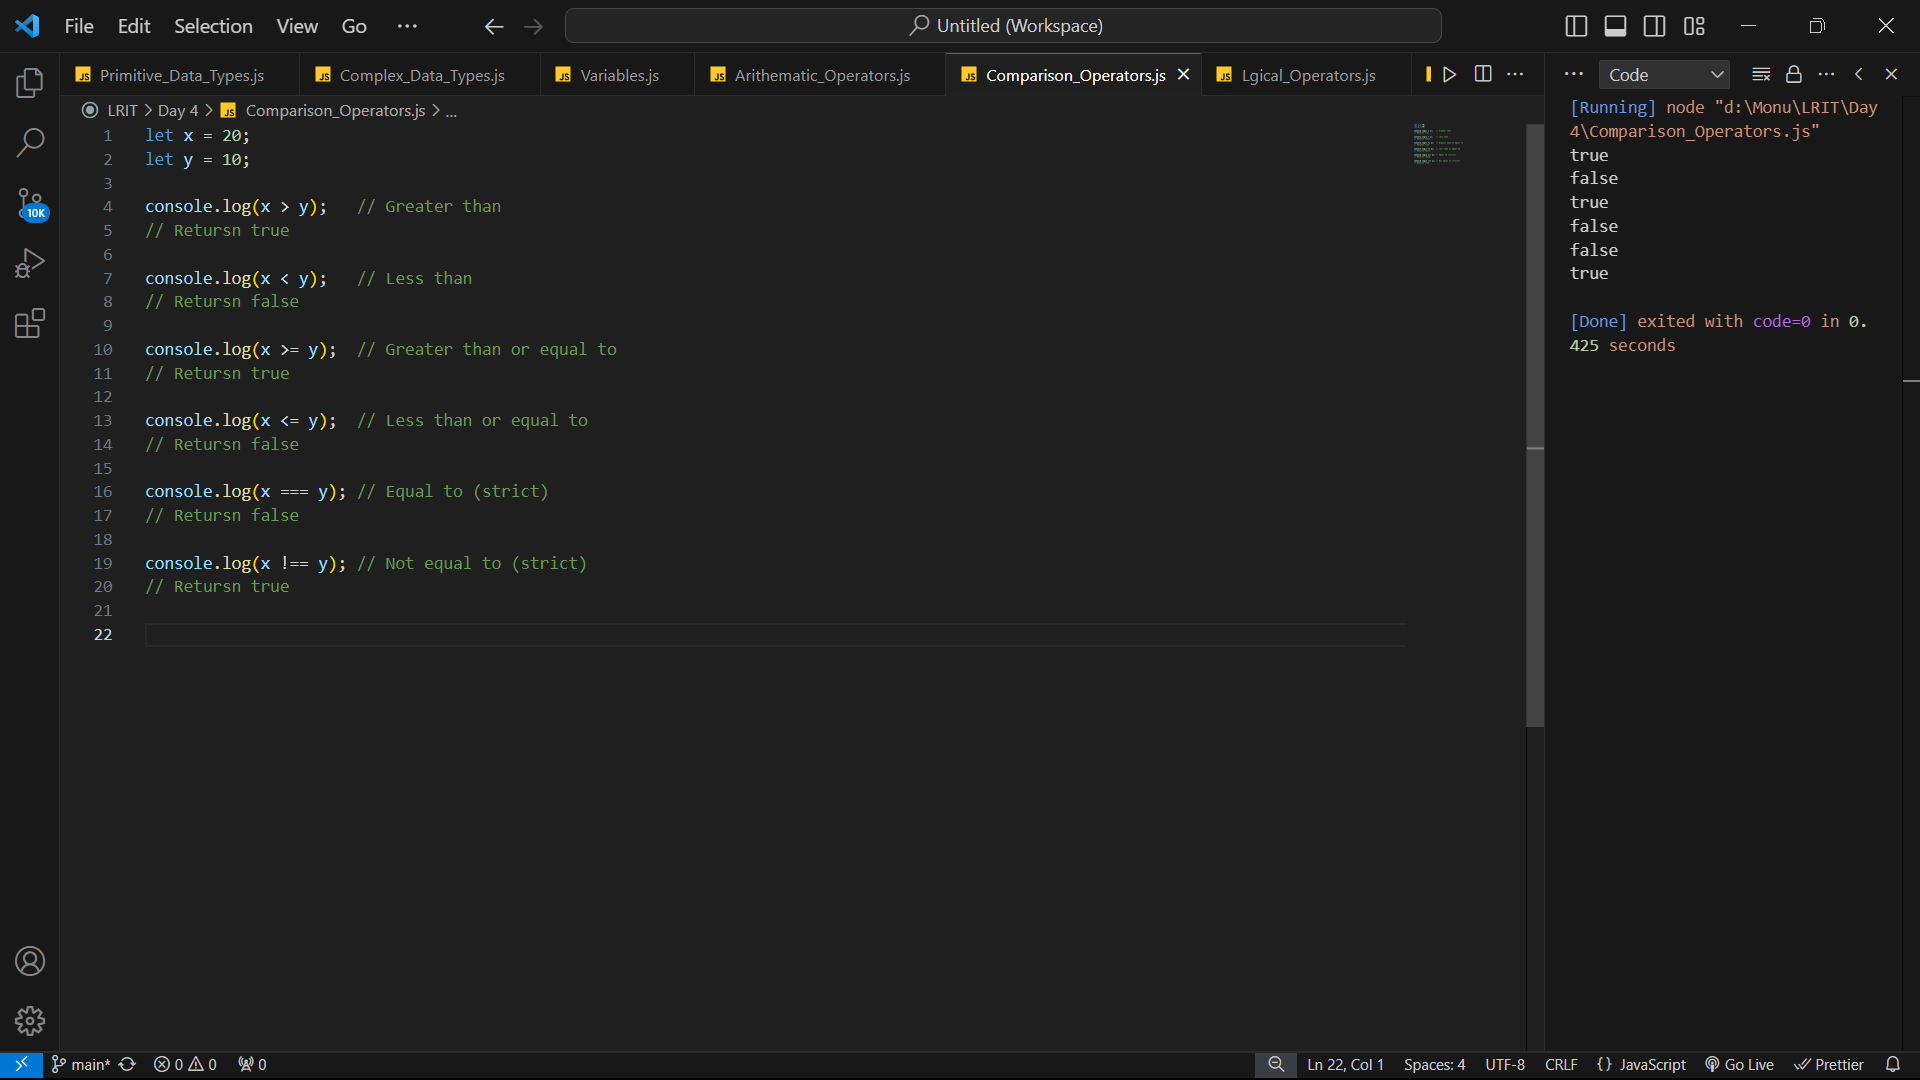 File Edit Selection View Go ··· Untitled (Workspace)
Primitive_Data_Types.js Complex_Data_Types.js Variables.js Arithematic_Operators.js Comparison_Operators.js Lgical_Operators.js
LRIT > Day 4 > Comparison_Operators.js > ...
1 let x = 20;
2 let y = 10;
3
4 console.log(x > y);   // Greater than
5 // Retursn true
6
7 console.log(x < y);   // Less than
8 // Retursn false
9
10 console.log(x >= y);  // Greater than or equal to
11 // Retursn true
12
13 console.log(x <= y);  // Less than or equal to
14 // Retursn false
15
16 console.log(x === y); // Equal to (strict)
17 // Retursn false
18
19 console.log(x !== y); // Not equal to (strict)
20 // Retursn true
21
22
Code
[Running] node "d:\Monu\LRIT\Day
4\Comparison_Operators.js"
true
false
true
false
false
true
[Done] exited with code=0 in 0.
425 seconds
10K
main* 0 0 0 Ln 22, Col 1 Spaces: 4 UTF-8 CRLF {} JavaScript Go Live Prettier